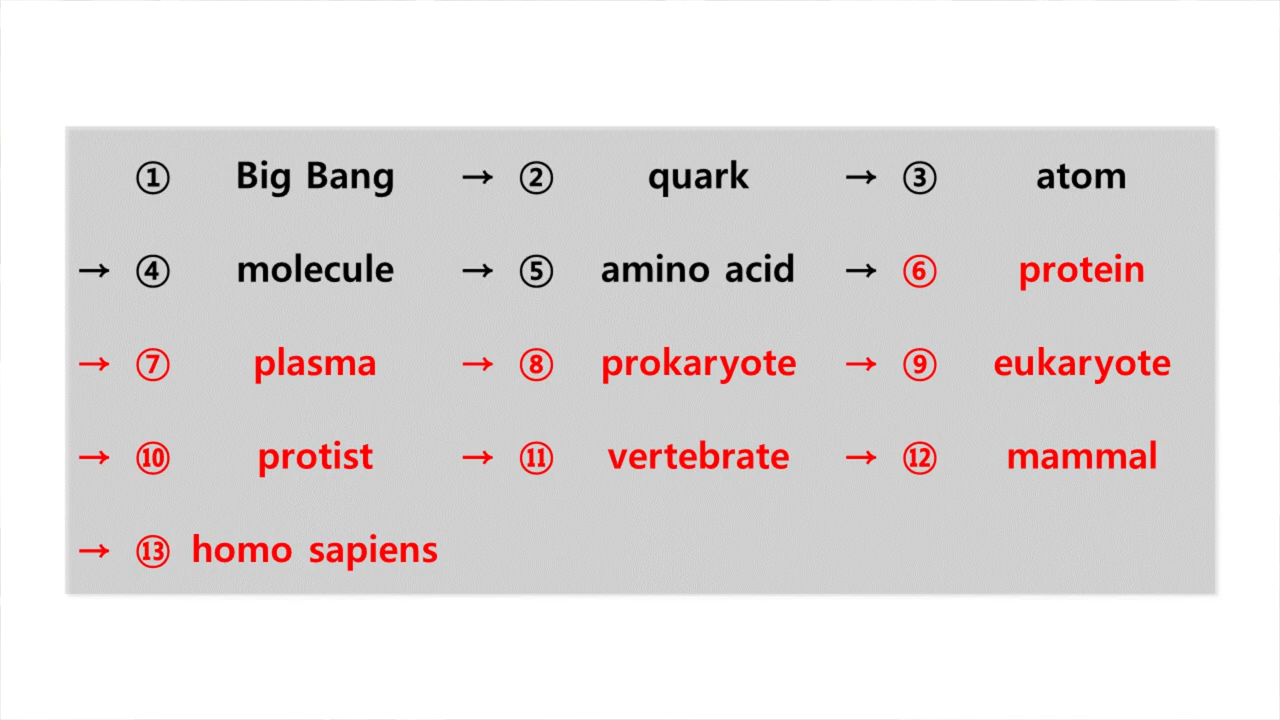 ① Big Bang → ② quark → ③ atom
→ ④ molecule → ⑤ amino acid → ⑥ protein
→ ⑦ plasma → ⑧ prokaryote → ⑨ eukaryote
→ ⑩ protist → ⑪ vertebrate → ⑫ mammal
→ ⑬ homo sapiens